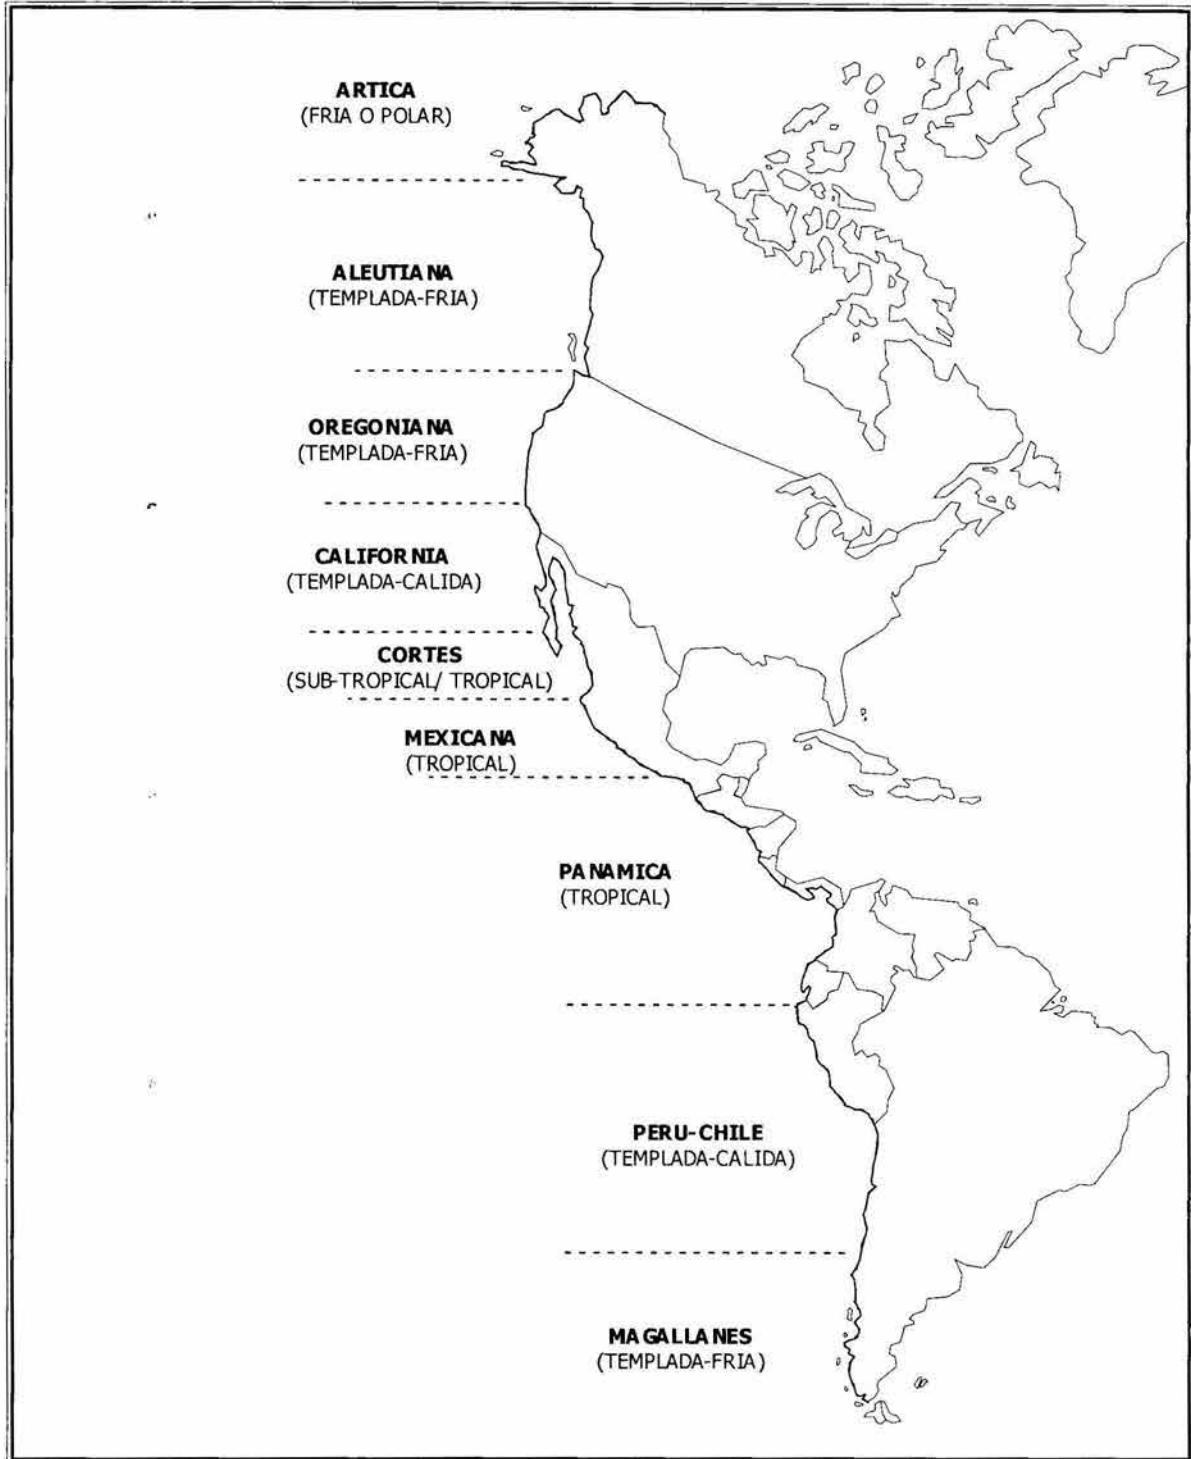 ARTICA
(FRIA O POLAR)
ALEUTIANA
(TEMPLADA-FRIA)
OREGONIANA
(TEMPLADA-FRIA)
CALIFORNIA
(TEMPLADA-CALIDA)
CORTES
(SUB-TROPICAL/ TROPICAL)
MEXICANA
(TROPICAL)
PANAMICA
(TROPICAL)
PERU-CHILE
(TEMPLADA-CALIDA)
MAGALLANES
(TEMPLADA-FRIA)